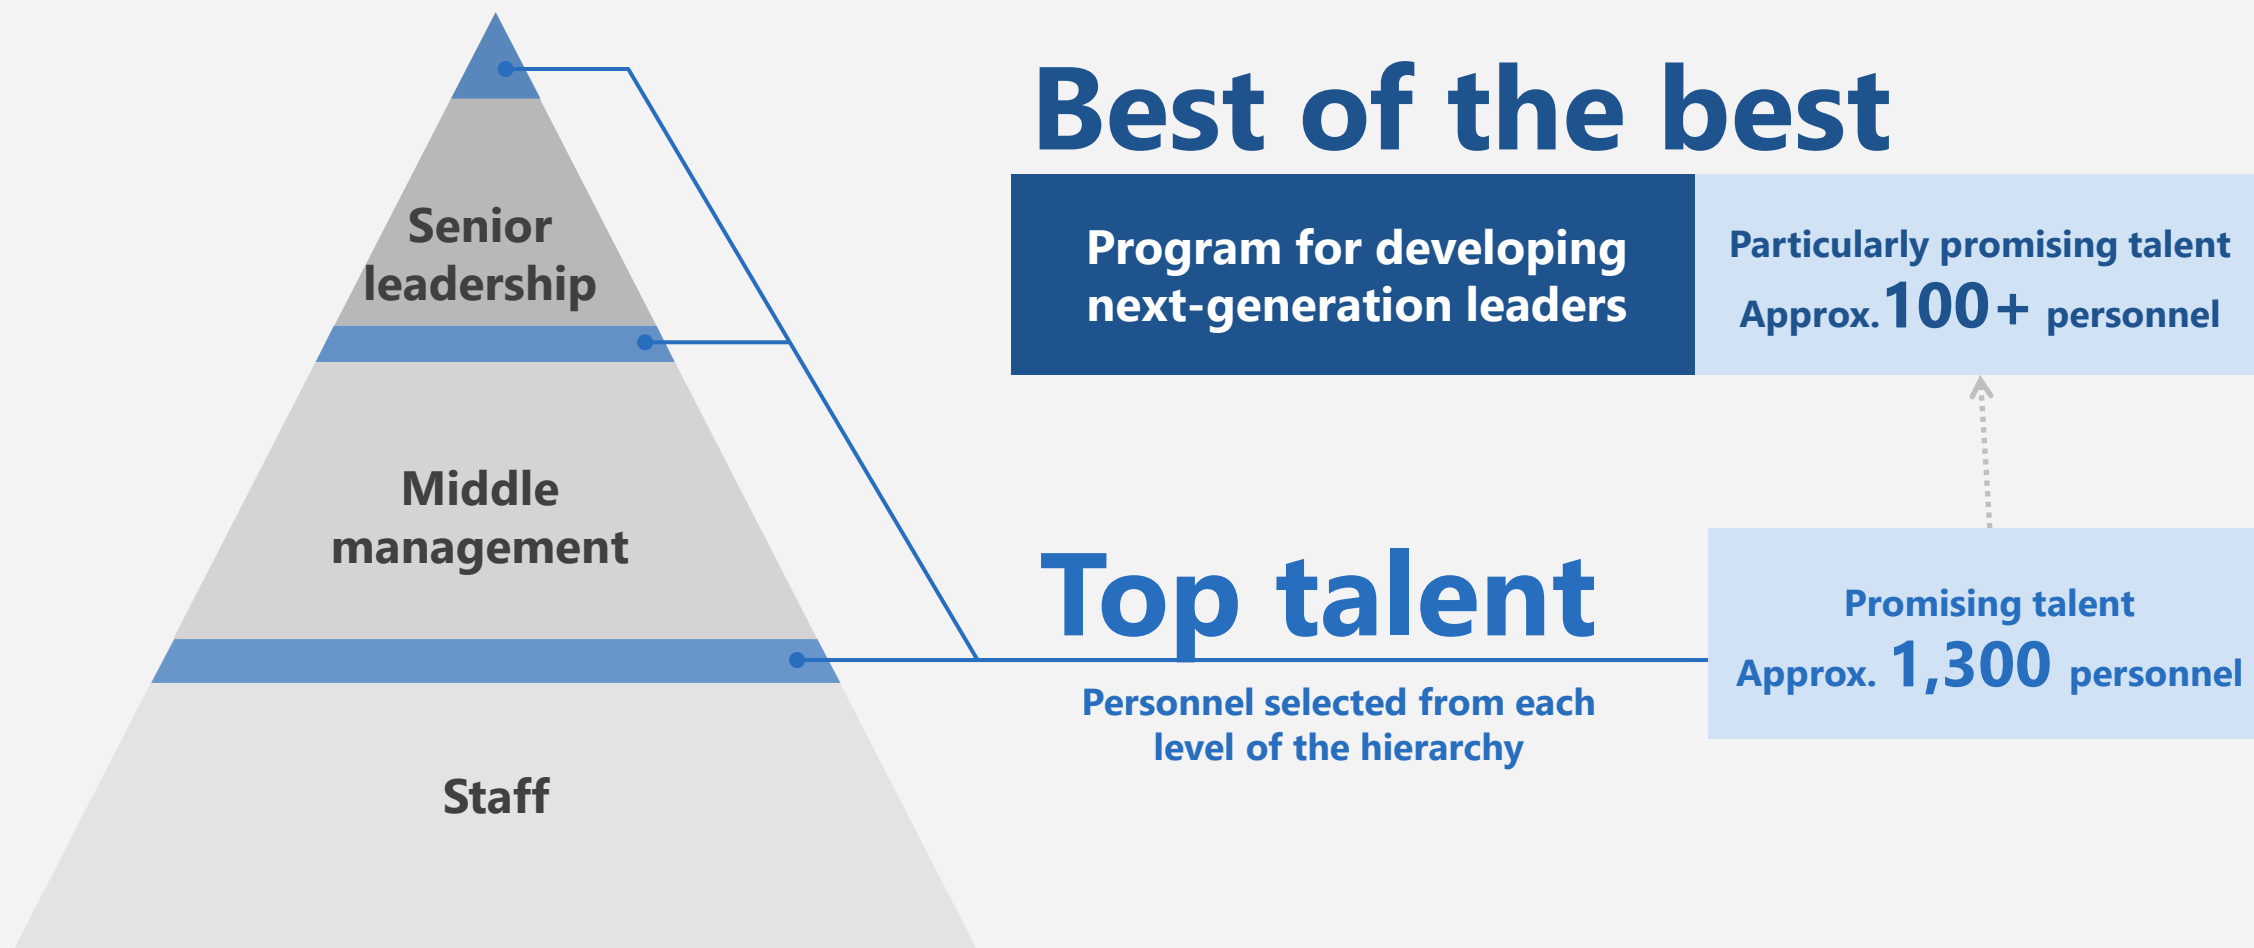 Best of the best
Senior
leadership
Program for developing
next-generation leaders
Particularly promising talent
Approx. 100+ personnel
Middle
management
Top talent
Personnel selected from each
level of the hierarchy
Promising talent
Approx. 1,300 personnel
Staff